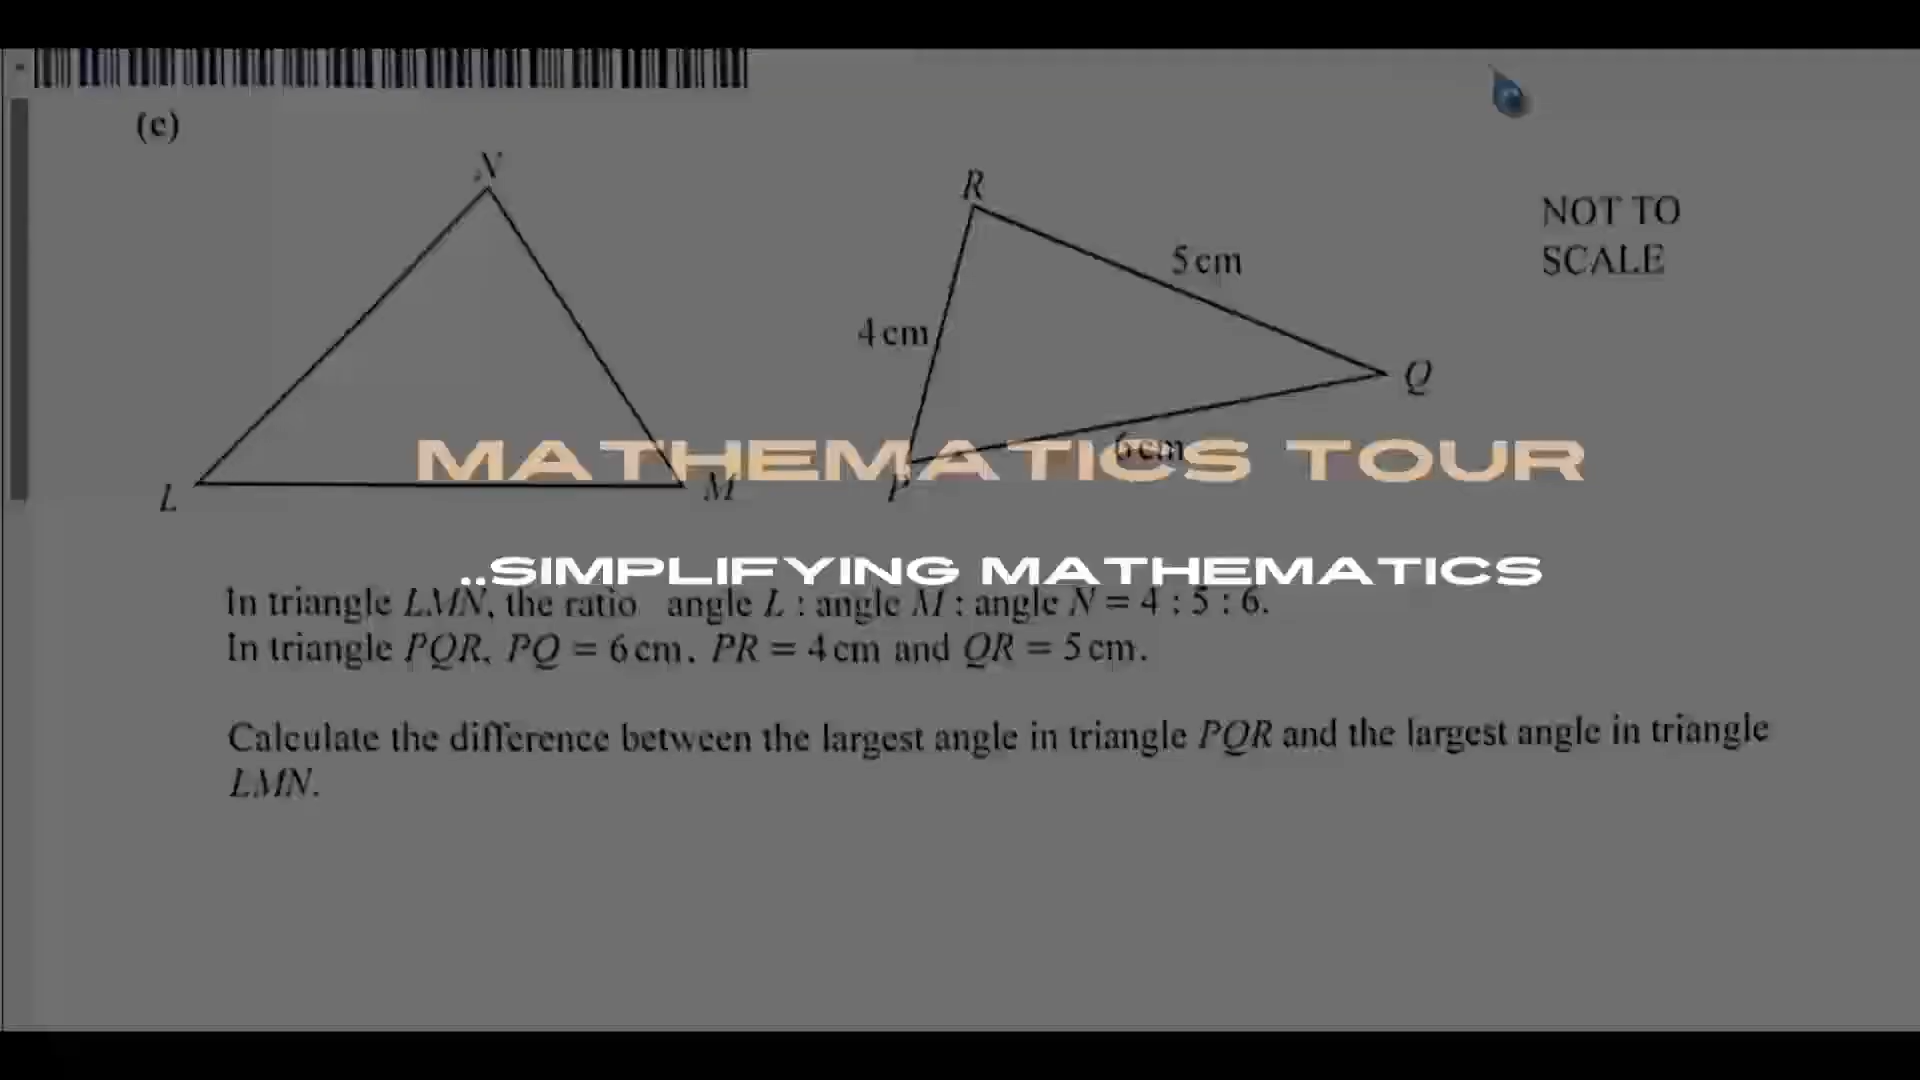 (c)
N
R
NOT TO
SCALE
5 cm
4 cm
Q
6 cm
MATHEMATICS TOUR
L
M
P
..SIMPLIFYING MATHEMATICS
In triangle LMN, the ratio angle L : angle M : angle N = 4 : 5 : 6.
In triangle PQR, PQ = 6 cm, PR = 4 cm and QR = 5 cm.
Calculate the difference between the largest angle in triangle PQR and the largest angle in triangle
LMN.